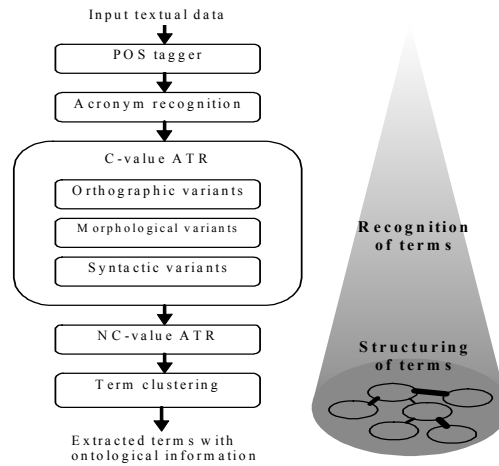 Input textual data
POS tagger
Acronym recognition
C-value ATR
Orthographic variants
Morphological variants
Syntactic variants
NC-value ATR
Term clustering
Extracted terms with
ontological information
Recognition
of terms
Structuring
of terms